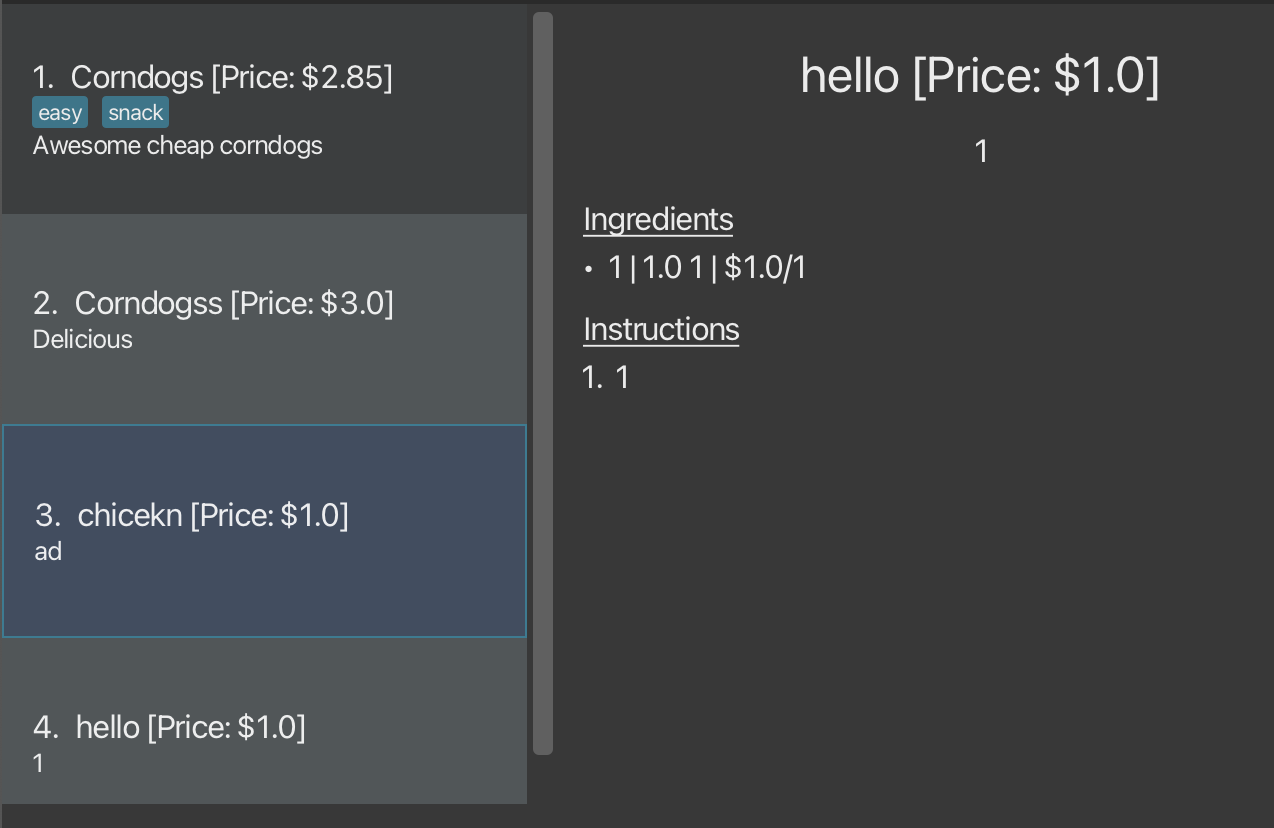 1. Corndogs [Price: $2.85]
easy snack
Awesome cheap corndogs
2. Corndogss [Price: $3.0]
Delicious
3. chicekn [Price: $1.0]
ad
4. hello [Price: $1.0]
1
hello [Price: $1.0]
1
Ingredients
• 1 | 1.0 1 | $1.0/1
Instructions
1. 1